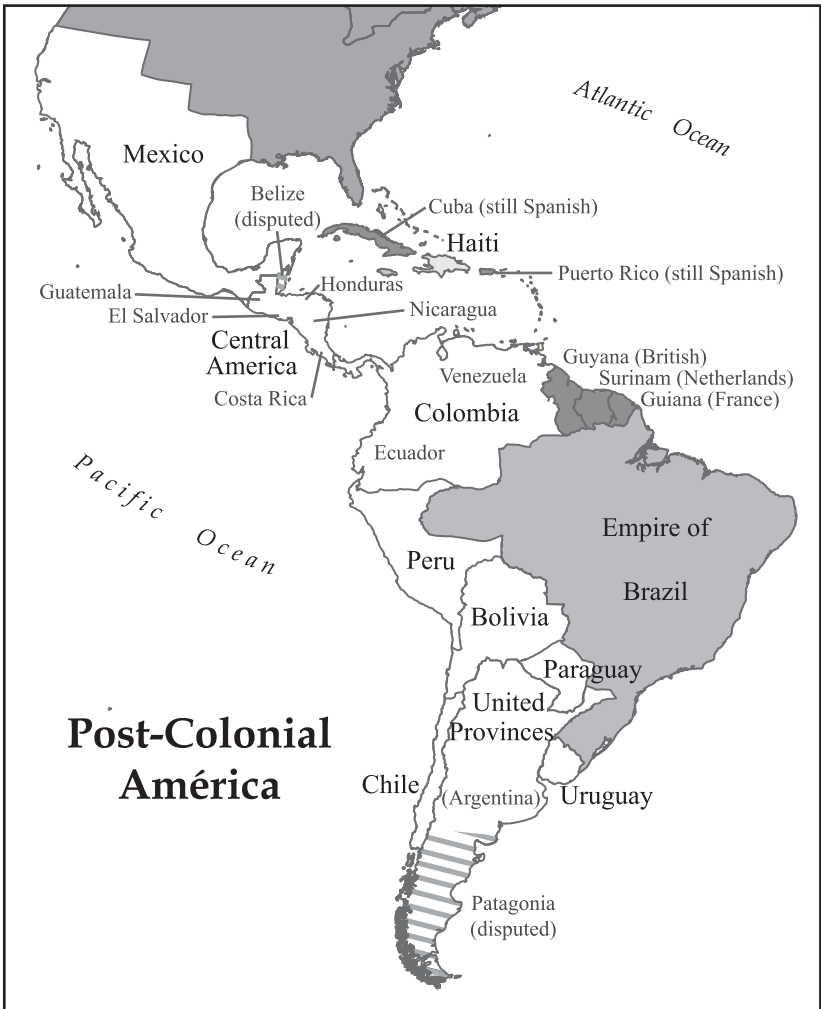 Atlantic Ocean
Mexico
Belize
(disputed)
Cuba (still Spanish)
Haiti
Puerto Rico (still Spanish)
Guatemala
Honduras
El Salvador
Nicaragua
Central
America
Costa Rica
Guyana (British)
Surinam (Netherlands)
Guiana (France)
Venezuela
Colombia
Ecuador
Pacific Ocean
Empire of
Brazil
Peru
Bolivia
Paraguay
United
Provinces
Post-Colonial
América
Chile
(Argentina)
Uruguay
Patagonia
(disputed)